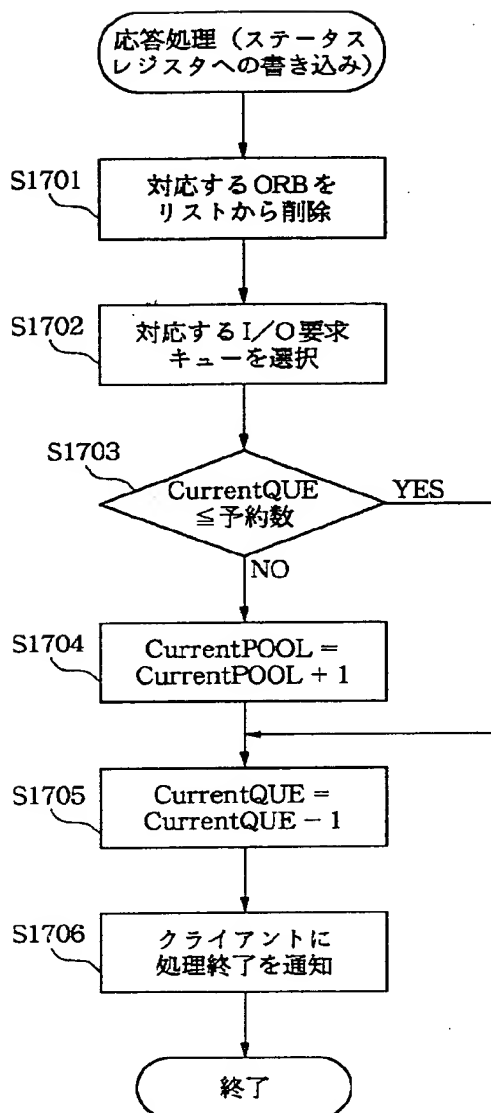 応答処理（ステータス
レジスタへの書き込み）
S1701
対応するORBを
リストから削除
S1702
対応するI／O要求
キューを選択
S1703
CurrentQUE
≦予約数
YES
NO
S1704
CurrentPOOL =
CurrentPOOL + 1
S1705
CurrentQUE =
CurrentQUE − 1
S1706
クライアントに
処理終了を通知
終了